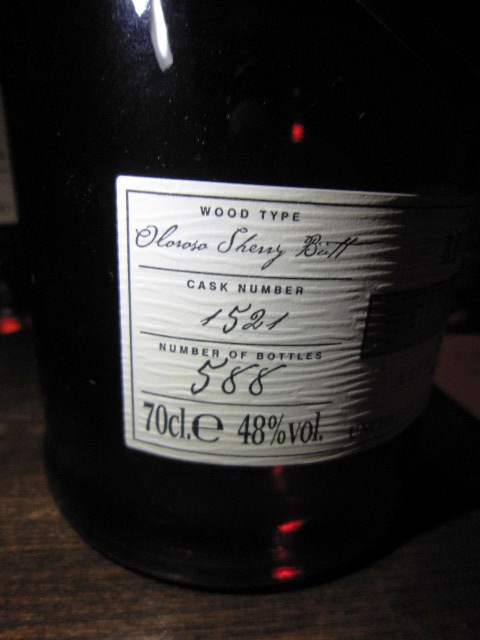 WOOD TYPE
Oloroso Sherry Butt
CASK NUMBER
1521
NUMBER OF BOTTLES
588
70cl.e 48%vol.